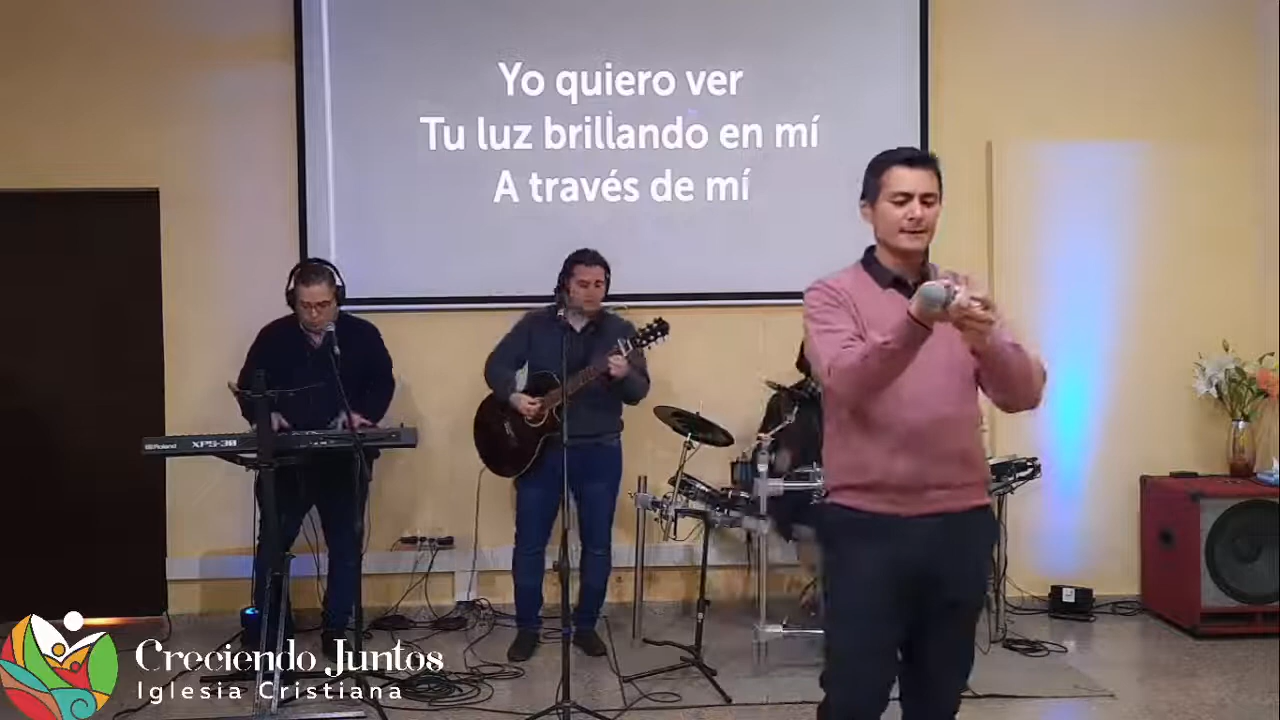 Yo quiero ver
Tu luz brillando en mí
A través de mí
Roland XPS-30
Creciendo Juntos
Iglesia Cristiana